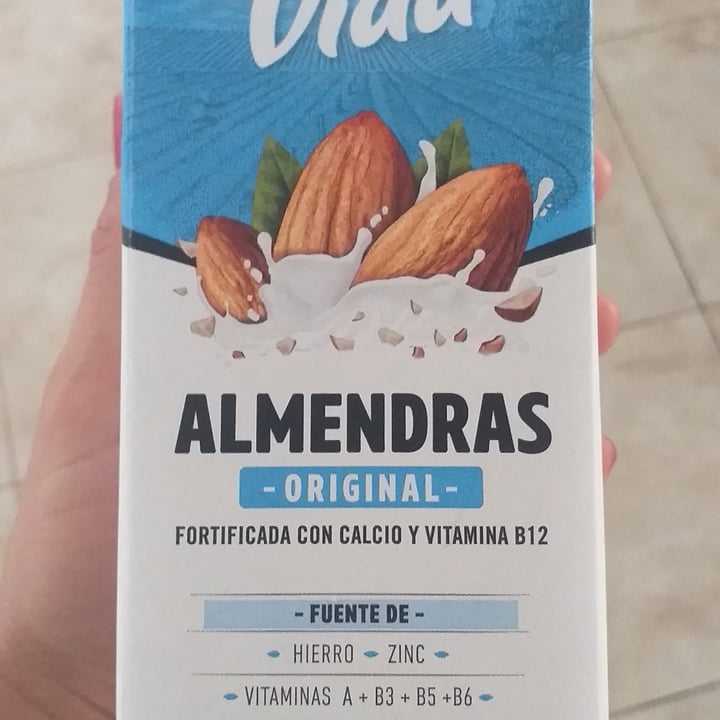 Vida
ALMENDRAS
- ORIGINAL -
FORTIFICADA CON CALCIO Y VITAMINA B12
- FUENTE DE -
HIERRO ZINC
VITAMINAS A + B3 + B5 +B6